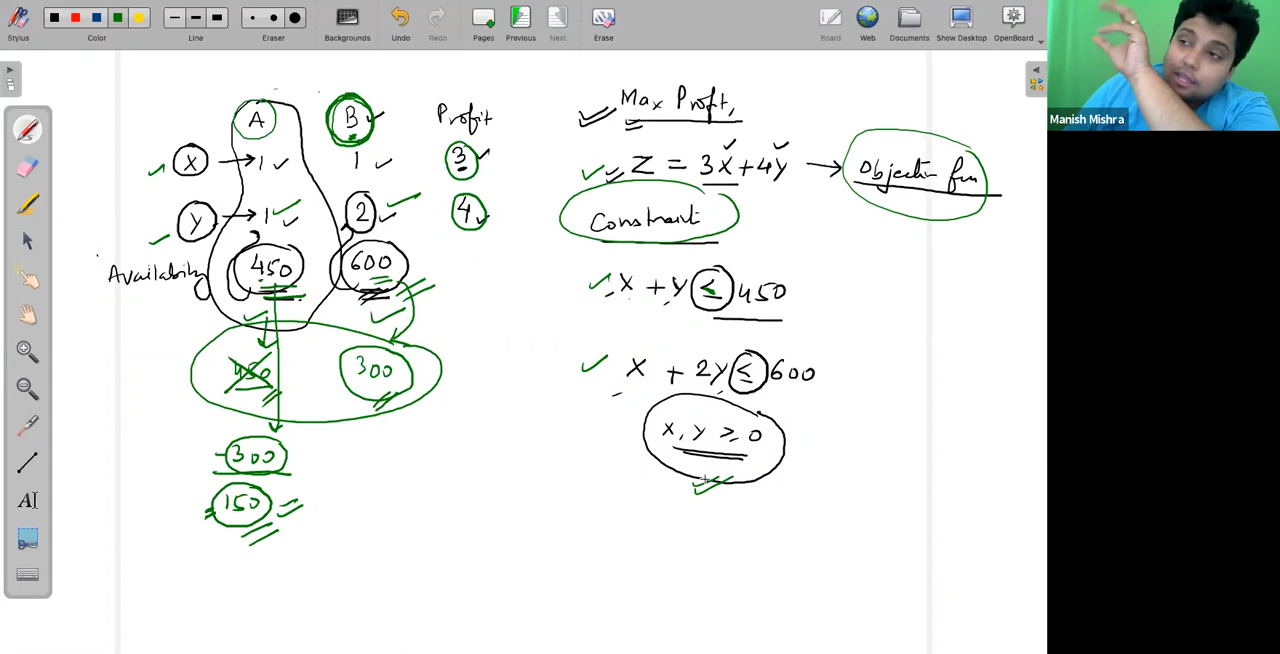 Stylus Color Line Eraser Backgrounds Undo Redo Pages Previous Next Erase Board Web Documents Show Desktop OpenBoard
Manish Mishra
A B Profit
X → 1 1 3
Y → 1 2 4
Availability 450 600
450 300
-300
150
Max Profit,
Z = 3x + 4y → Objective fun
Constraint
x + y ≤ 450
x + 2y ≤ 600
x, y ≥ 0
AI